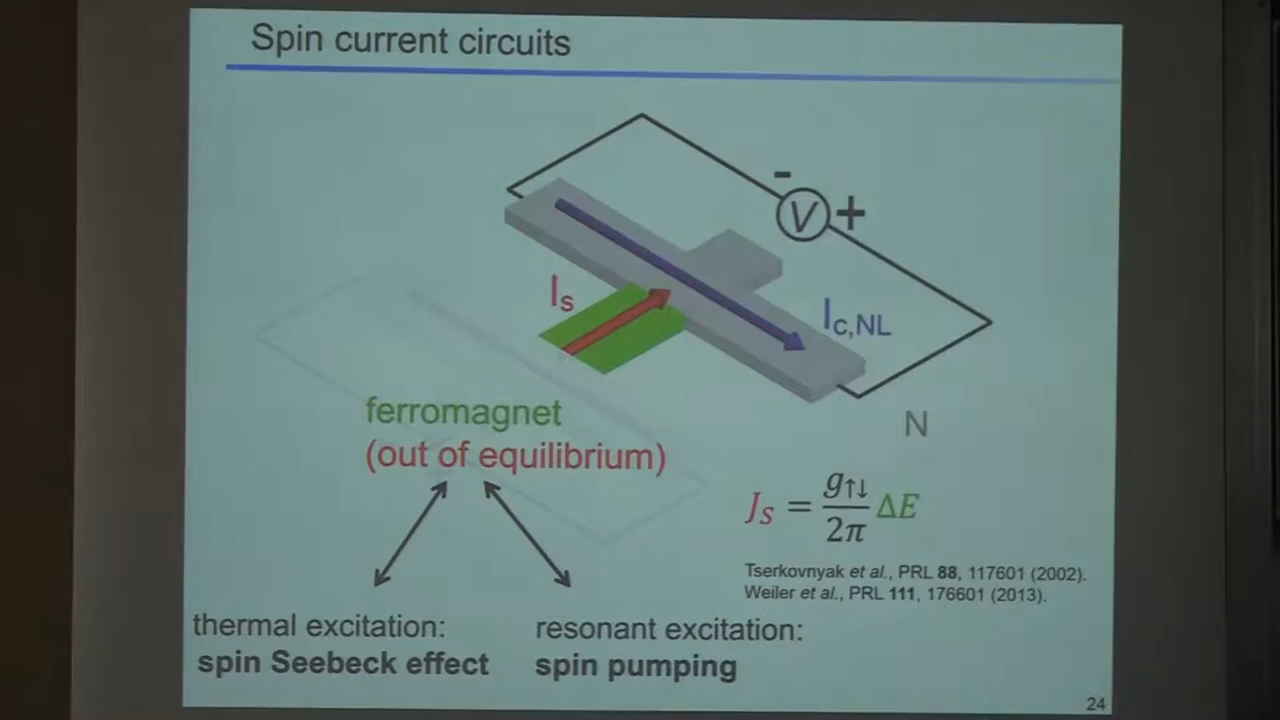 Spin current circuits
-
V
+
Is
Ic,NL
ferromagnet
(out of equilibrium)
N
JS = g↑↓/2π ΔE
Tserkovnyak et al., PRL 88, 117601 (2002).
Weiler et al., PRL 111, 176601 (2013).
thermal excitation:
spin Seebeck effect
resonant excitation:
spin pumping
24